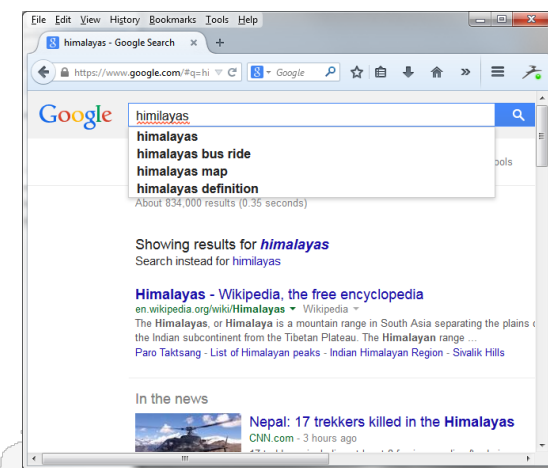 File Edit View History Bookmarks Tools Help
himalayas - Google Search × +
https://www.google.com/#q=hi Google »
Google himilayas
himalayas
himalayas bus ride
himalayas map
himalayas definition
ools
About 834,000 results (0.35 seconds)
Showing results for himalayas
Search instead for himilayas
Himalayas - Wikipedia, the free encyclopedia
en.wikipedia.org/wiki/Himalayas Wikipedia
The Himalayas, or Himalaya is a mountain range in South Asia separating the plains
the Indian subcontinent from the Tibetan Plateau. The Himalayan range ...
Paro Taktsang - List of Himalayan peaks - Indian Himalayan Region - Sivalik Hills
In the news
Nepal: 17 trekkers killed in the Himalayas
CNN.com - 3 hours ago